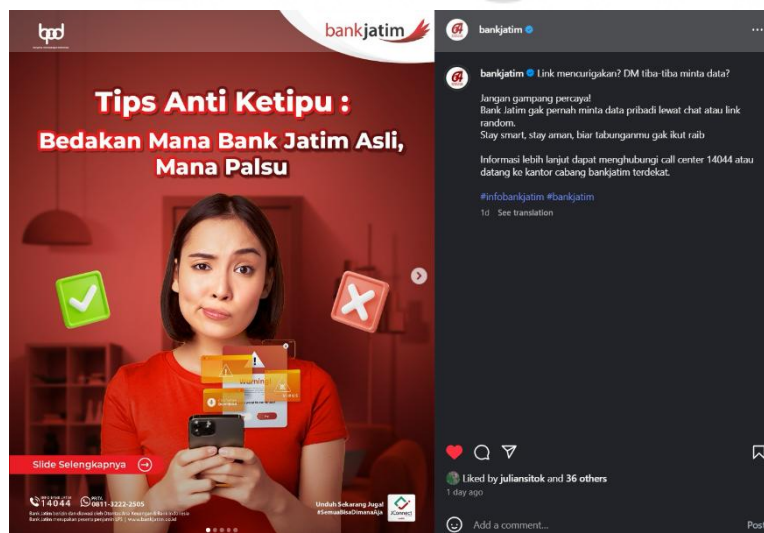 bpd
bankjatim
Tips Anti Ketipu :
Bedakan Mana Bank Jatim Asli,
Mana Palsu
Warning!
Slide Selengkapnya
14044
0811-3222-2505
Unduh Sekarang Juga!
#SemuaBisaDimanaAja
bankjatim
bankjatim Link mencurigakan? DM tiba-tiba minta data?
Jangan gampang percaya!
Bank Jatim gak pernah minta data pribadi lewat chat atau link
random.
Stay smart, stay aman, biar tabunganmu gak ikut raib
Informasi lebih lanjut dapat menghubungi call center 14044 atau
datang ke kantor cabang bankjatim terdekat.
#infobankjatim #bankjatim
1d See translation
Liked by juliansitok and 36 others
1 day ago
Add a comment...
Post